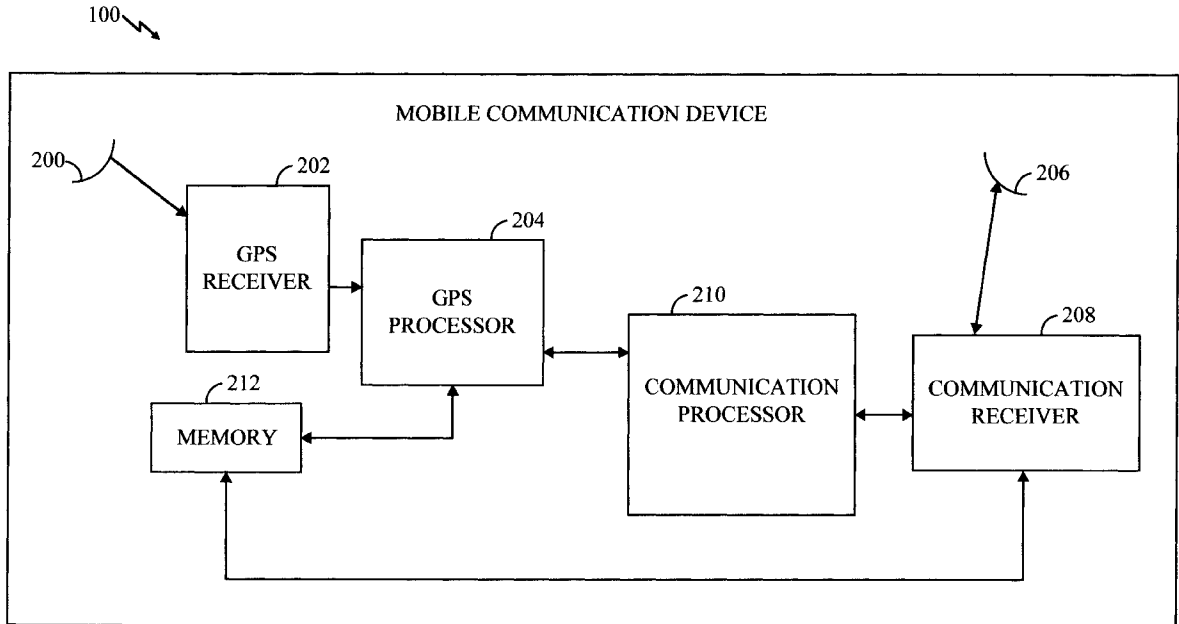 100
MOBILE COMMUNICATION DEVICE
200
202
206
204
GPS
RECEIVER
GPS
PROCESSOR
210
208
212
COMMUNICATION
PROCESSOR
COMMUNICATION
RECEIVER
MEMORY